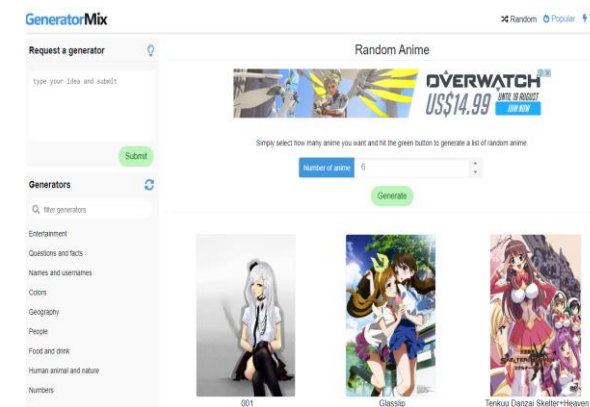 GeneratorMix
Random Popular
Request a generator
type your idea and submit
Submit
Generators
filter generators
Entertainment
Questions and facts
Names and usernames
Colors
Geography
People
Food and drink
Human animal and nature
Numbers
Random Anime
OVERWATCH
US$14.99 UNTIL 18 AUGUST
JOIN NOW
Simply select how many anime you want and hit the green button to generate a list of random anime.
Number of anime 6
Generate
001
Glasslip
Tenkuu Danzai Skelter+Heaven